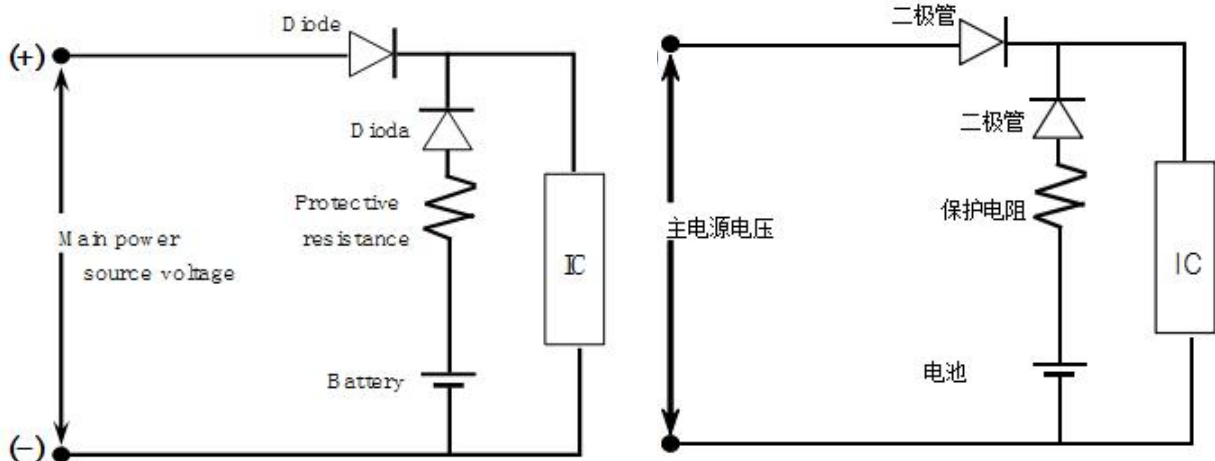 Diode
(+)
Dioda
Protective
resistance
Main power
source voltage
IC
Battery
(-)
二极管
二极管
保护电阻
主电源电压
IC
电池